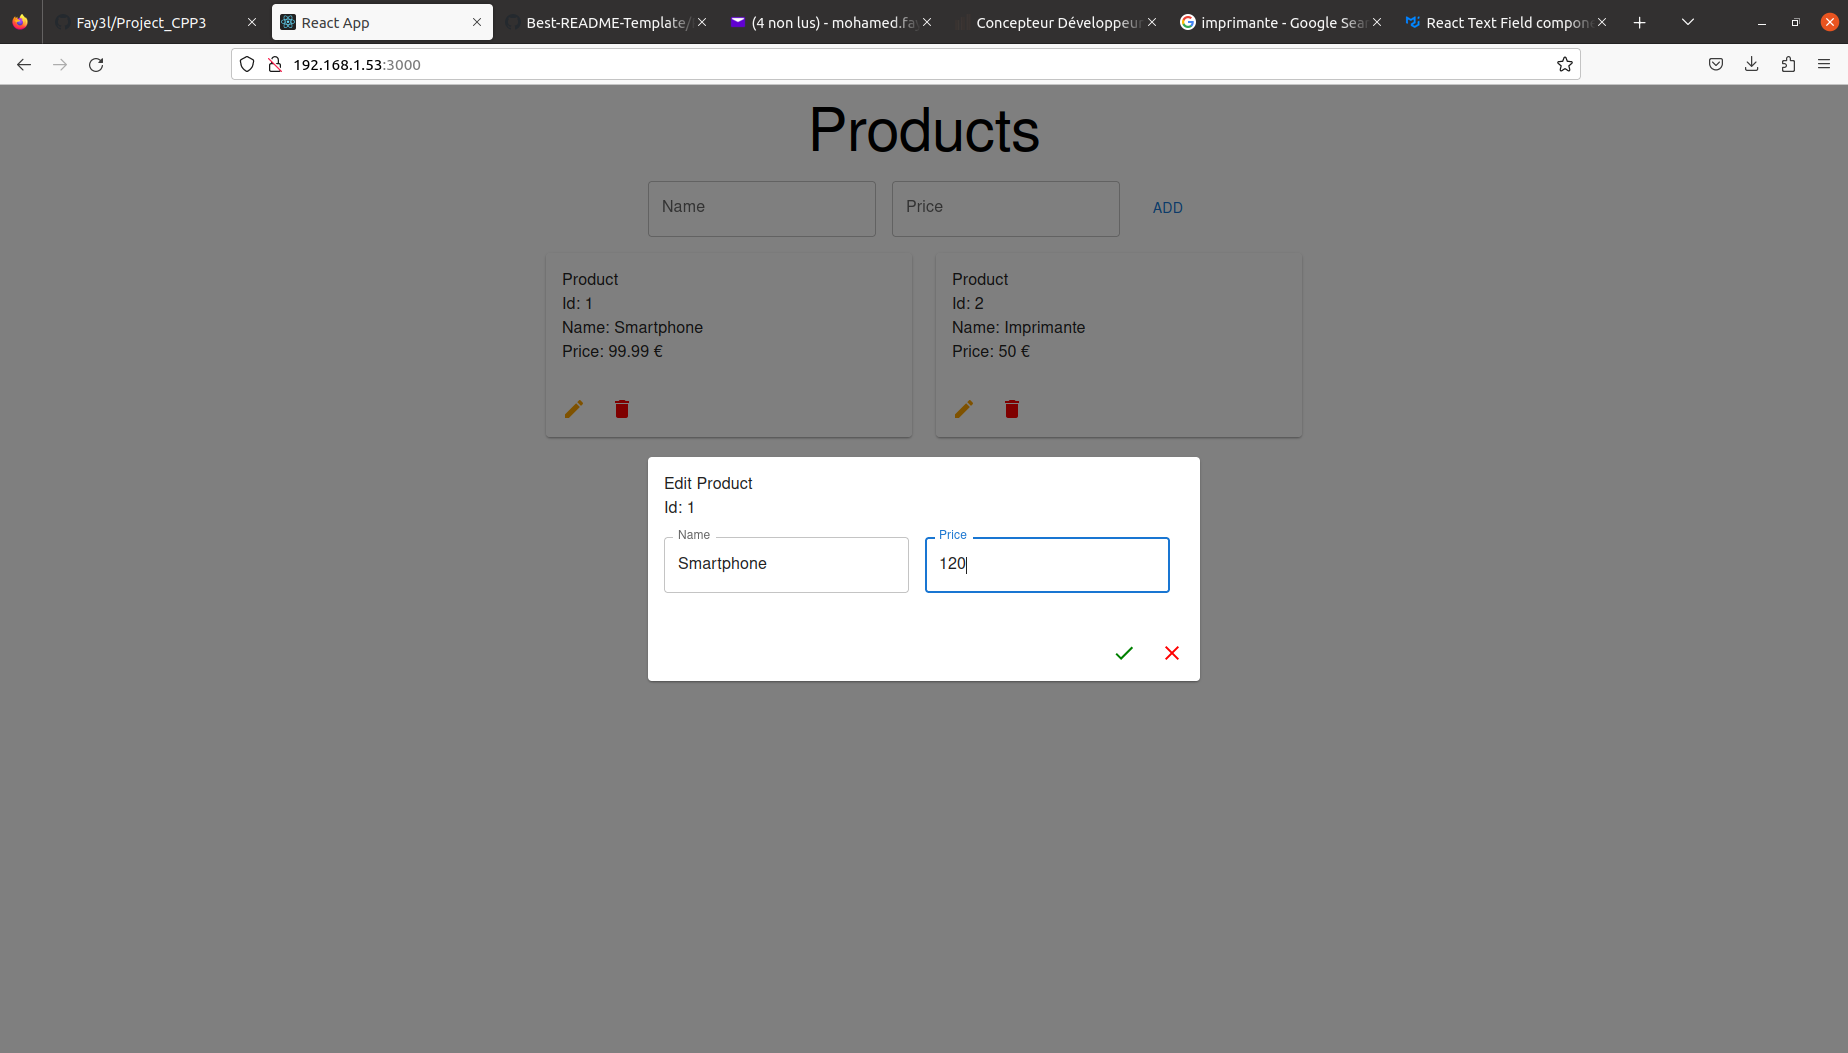 Fay3l/Project_CPP3
React App
Best-README-Template/
(4 non lus) - mohamed.fay
Concepteur Développeur
imprimante - Google Sea
React Text Field compone
192.168.1.53:3000
Products
Name
Price
ADD
Product
Id: 1
Name: Smartphone
Price: 99.99 €
Product
Id: 2
Name: Imprimante
Price: 50 €
Edit Product
Id: 1
Name
Smartphone
Price
120